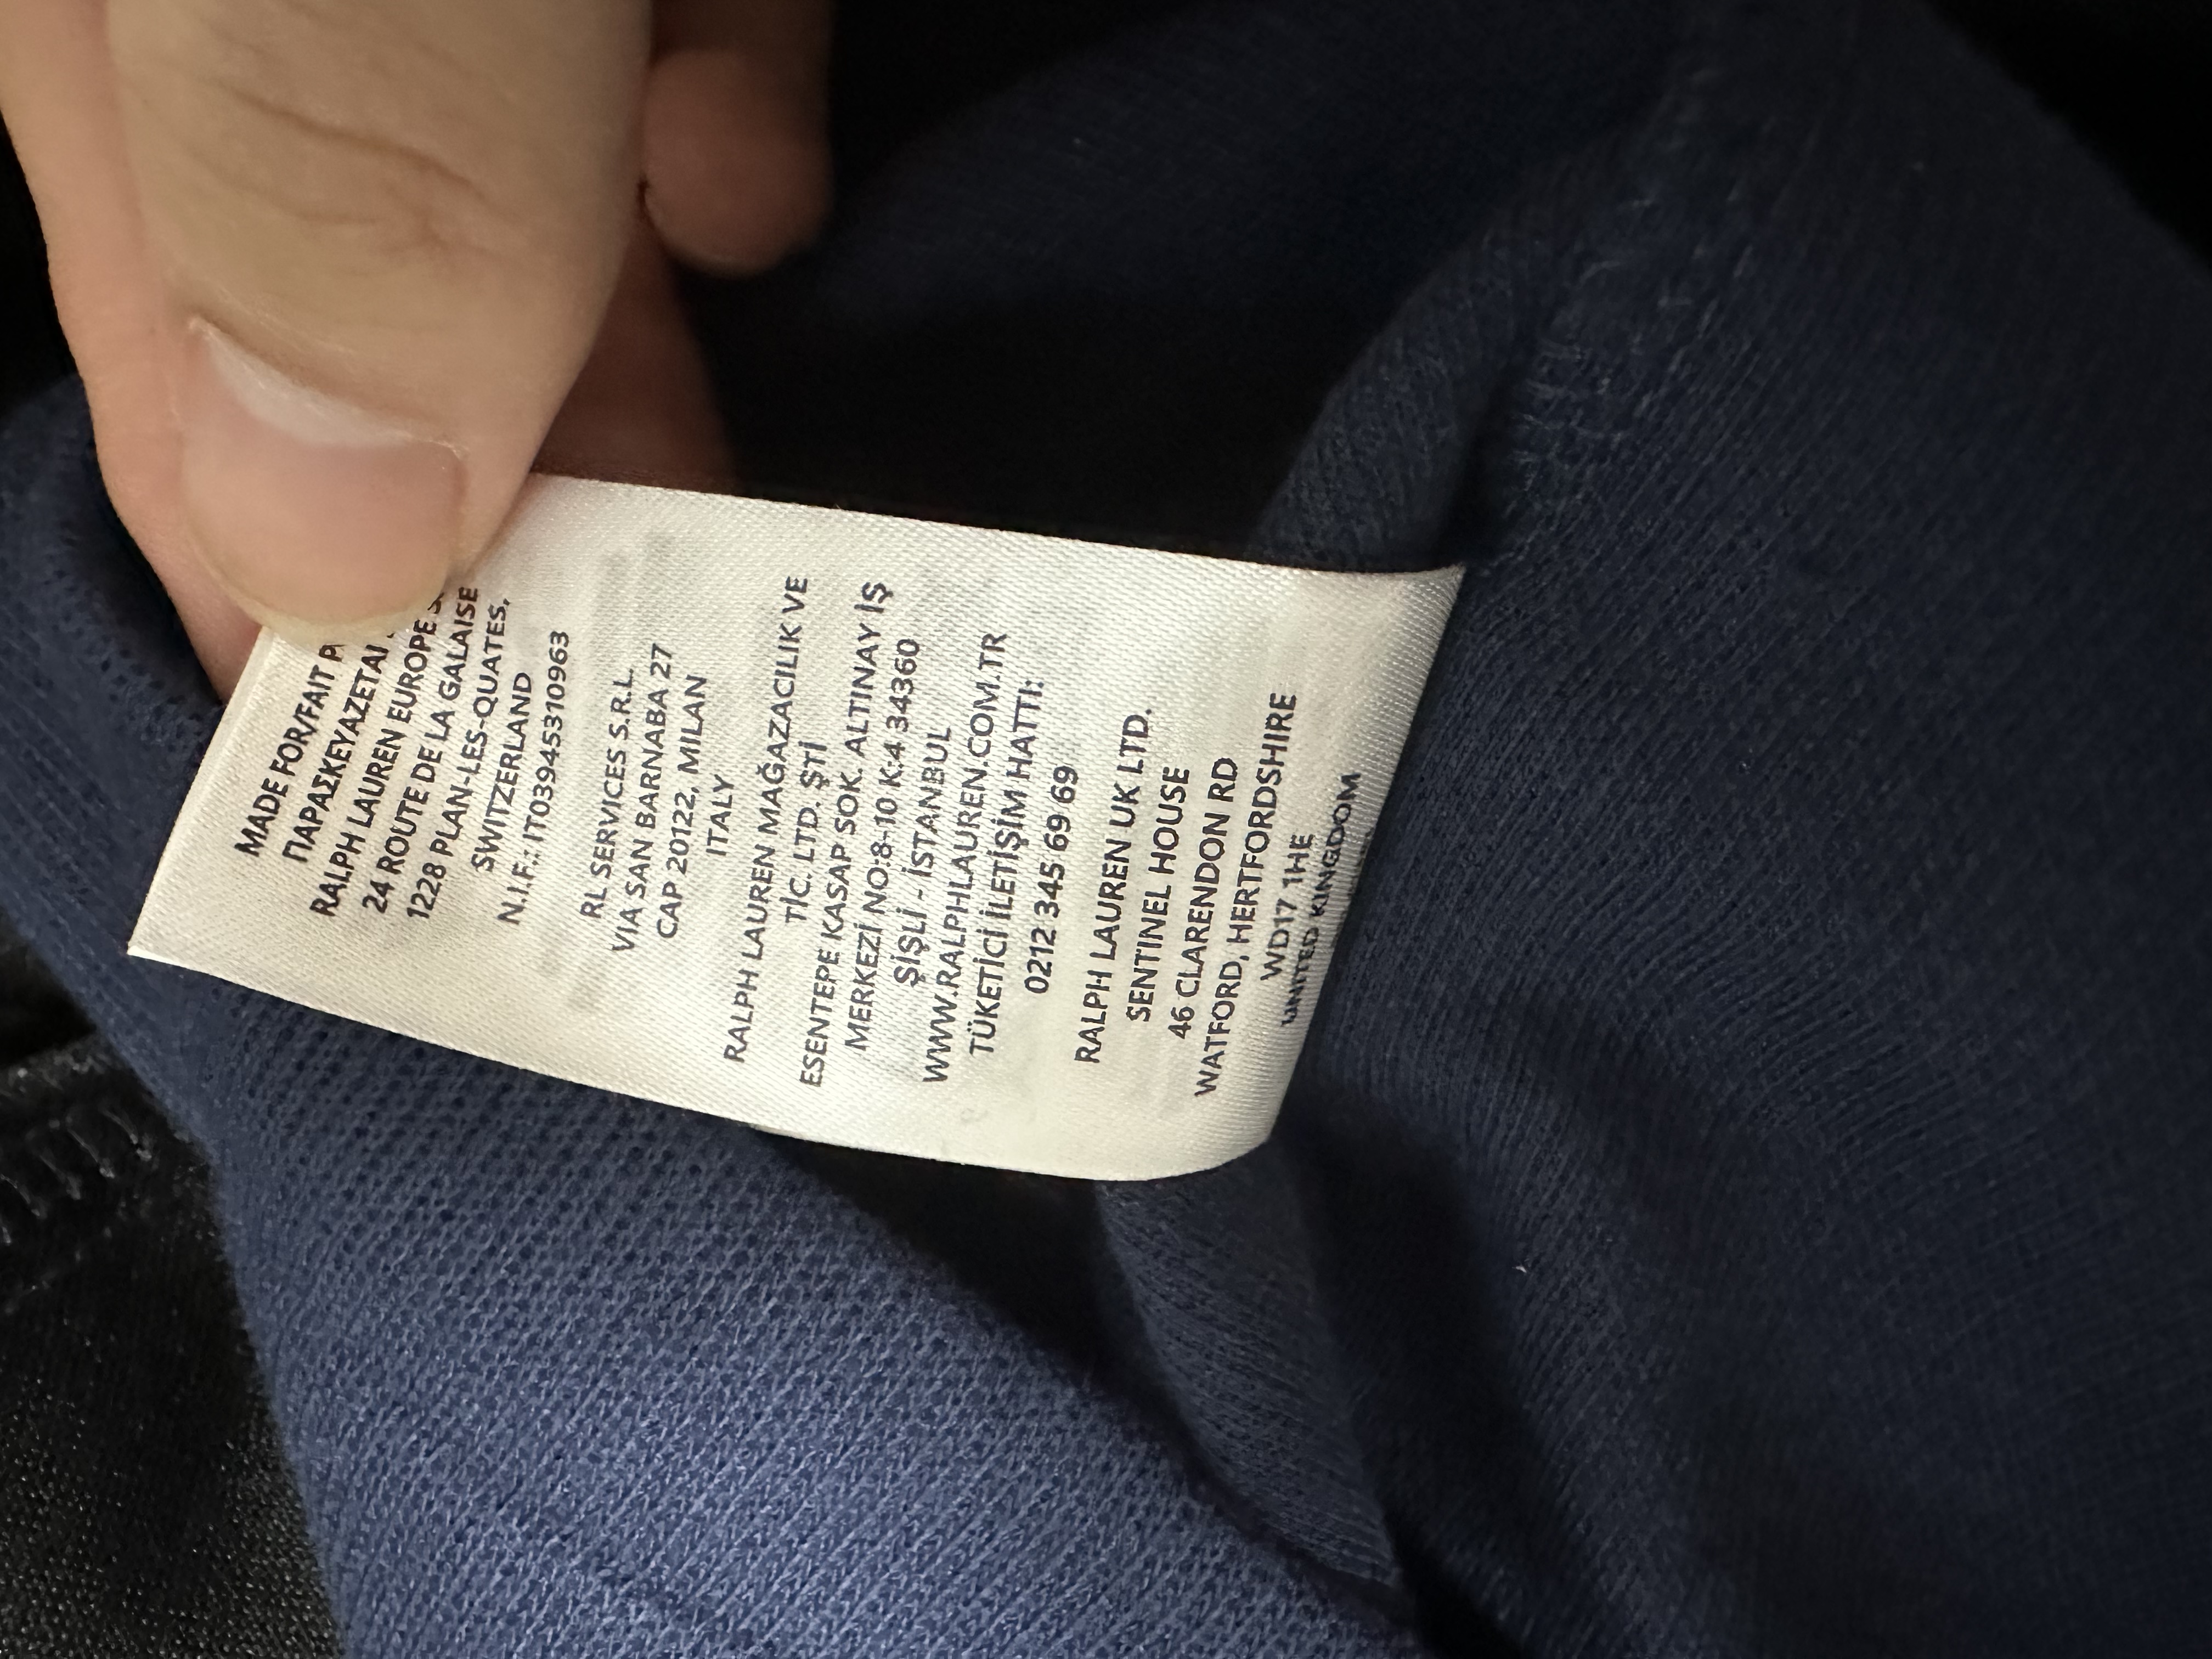 MADE FOR/FAIT
ΠΑΡΑΣΚΕΥΑΖΕΤΑΙ
RALPH LAUREN EUROPE
24 ROUTE DE LA GALAISE
1228 PLAN-LES-QUATES,
SWITZERLAND
N.I.F.: IT03945310963
RL SERVICES S.R.L.
VIA SAN BARNABA 27
CAP 20122, MILAN
ITALY
RALPH LAUREN MAĞAZACILIK VE
TİC. LTD. ŞTİ
ESENTEPE KASAP SOK. ALTINAY İŞ
MERKEZİ NO:8-10 K:4 34360
ŞİŞLİ - İSTANBUL
WWW.RALPHLAUREN.COM.TR
TÜKETİCİ İLETİŞİM HATTI:
0212 345 69 69
RALPH LAUREN UK LTD.
SENTINEL HOUSE
46 CLARENDON RD
WATFORD, HERTFORDSHIRE
WD17 1HE
UNITED KINGDOM